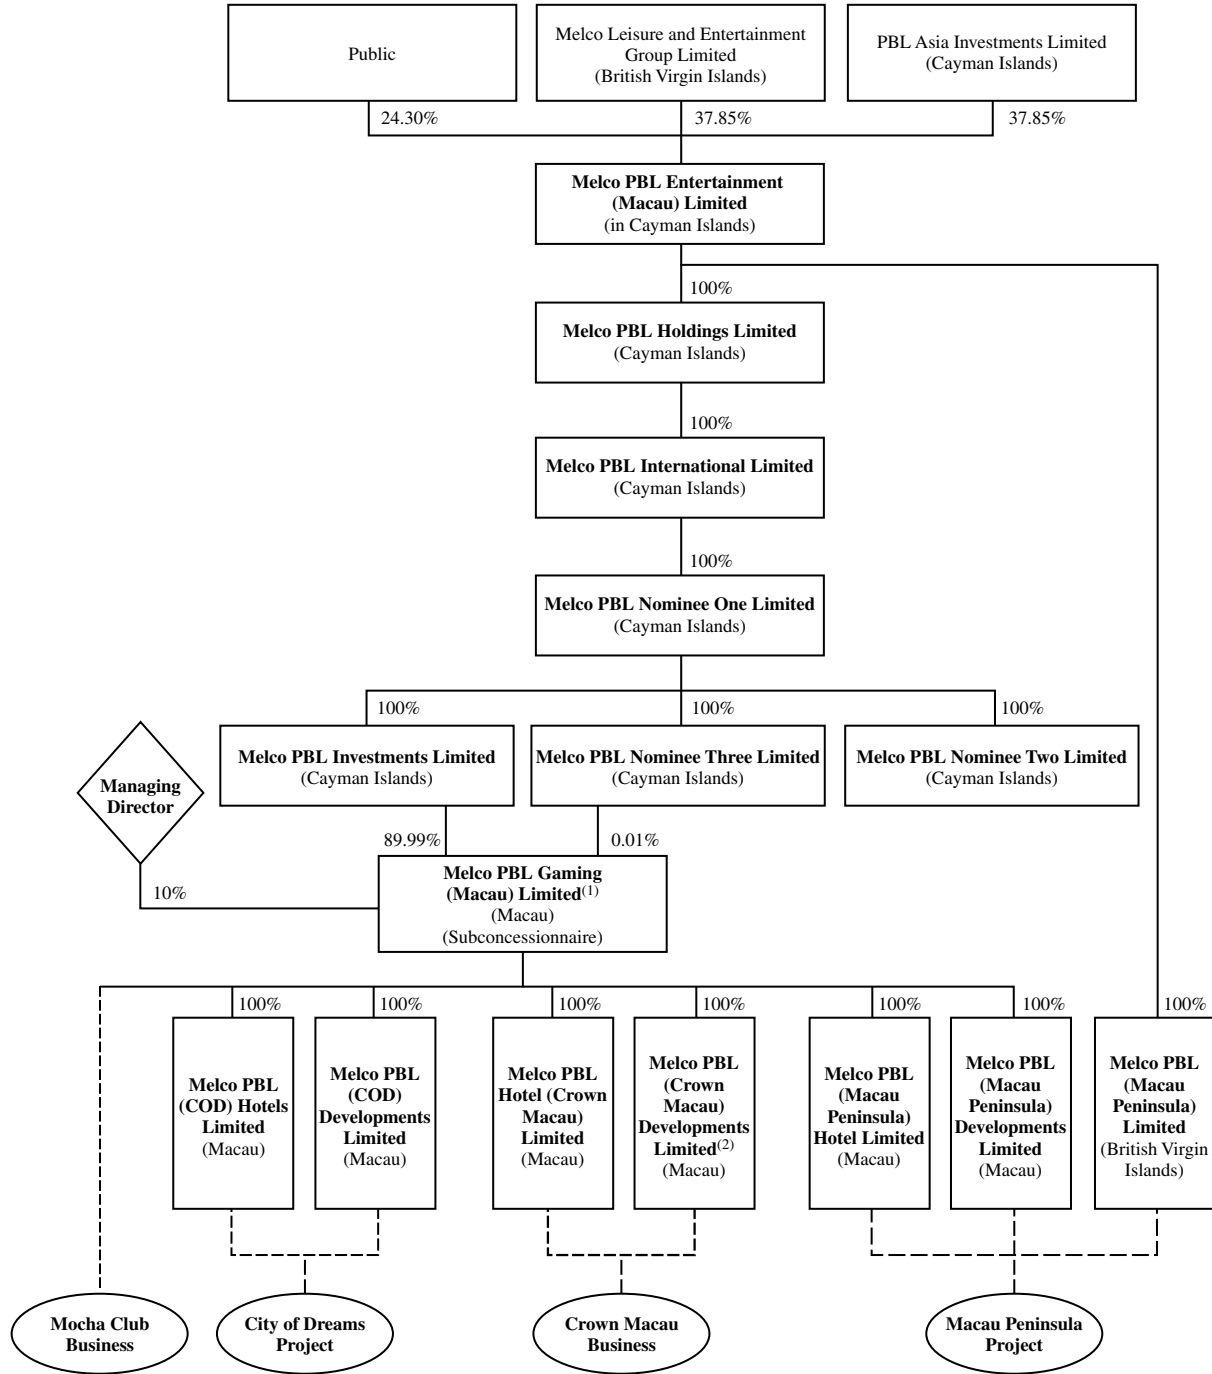 Public
Melco Leisure and Entertainment
Group Limited
(British Virgin Islands)
PBL Asia Investments Limited
(Cayman Islands)
24.30%
37.85%
37.85%
Melco PBL Entertainment
(Macau) Limited
(in Cayman Islands)
100%
Melco PBL Holdings Limited
(Cayman Islands)
100%
Melco PBL International Limited
(Cayman Islands)
100%
Melco PBL Nominee One Limited
(Cayman Islands)
100%
100%
100%
Managing
Director
Melco PBL Investments Limited
(Cayman Islands)
Melco PBL Nominee Three Limited
(Cayman Islands)
Melco PBL Nominee Two Limited
(Cayman Islands)
89.99%
0.01%
10%
Melco PBL Gaming
(Macau) Limited(1)
(Macau)
(Subconcessionnaire)
100%
100%
100%
100%
100%
100%
100%
Melco PBL
(COD) Hotels
Limited
(Macau)
Melco PBL
(COD)
Developments
Limited
(Macau)
Melco PBL
Hotel (Crown
Macau)
Limited
(Macau)
Melco PBL
(Crown
Macau)
Developments
Limited(2)
(Macau)
Melco PBL
(Macau
Peninsula)
Hotel Limited
(Macau)
Melco PBL
(Macau
Peninsula)
Developments
Limited
(Macau)
Melco PBL
(Macau
Peninsula)
Limited
(British Virgin
Islands)
Mocha Club
Business
City of Dreams
Project
Crown Macau
Business
Macau Peninsula
Project